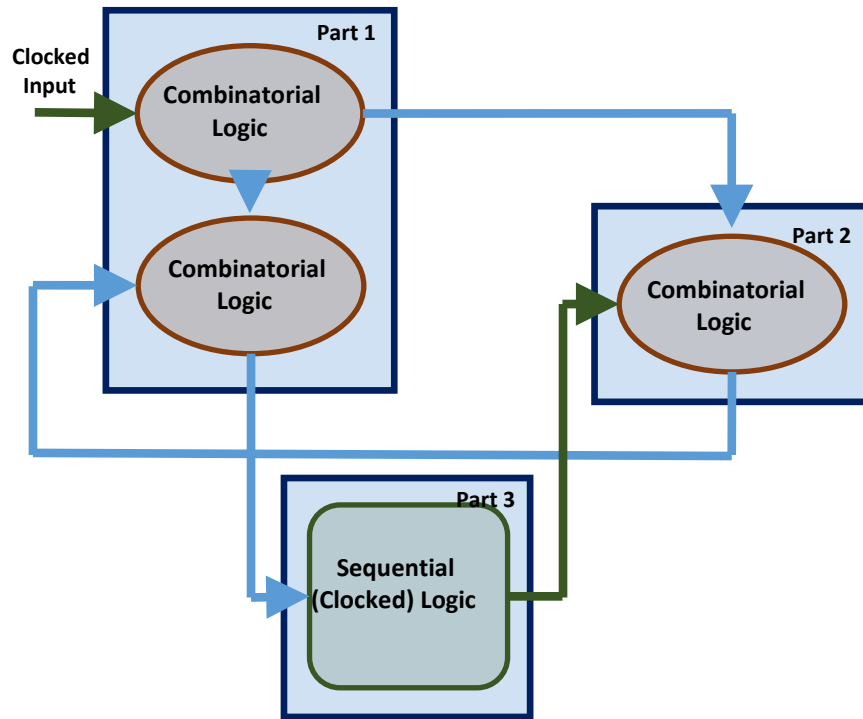 Part 1
Clocked
Input
Combinatorial
Logic
Combinatorial
Logic
Part 2
Combinatorial
Logic
Part 3
Sequential
(Clocked) Logic